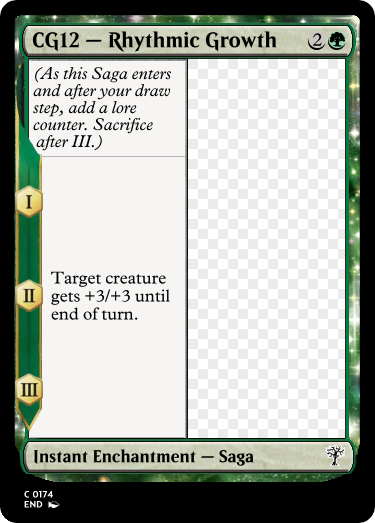 CG12 — Rhythmic Growth 2
(As this Saga enters
and after your draw
step, add a lore
counter. Sacrifice
after III.)
I
II
III
Target creature
gets +3/+3 until
end of turn.
Instant Enchantment — Saga
C 0174
END